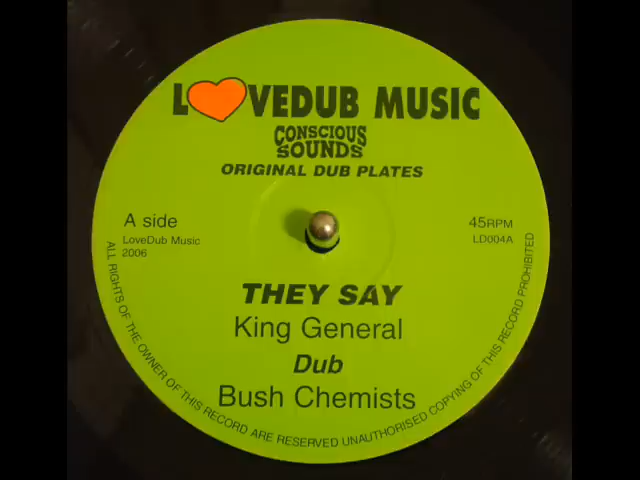 LOVEDUB MUSIC
CONSCIOUS
SOUNDS
ORIGINAL DUB PLATES
A side
45RPM
LoveDub Music
LD004A
2006
THEY SAY
King General
Dub
Bush Chemists
ALL RIGHTS OF THE OWNER OF THIS RECORD ARE RESERVED UNAUTHORISED COPYING OF THIS RECORD PROHIBITED